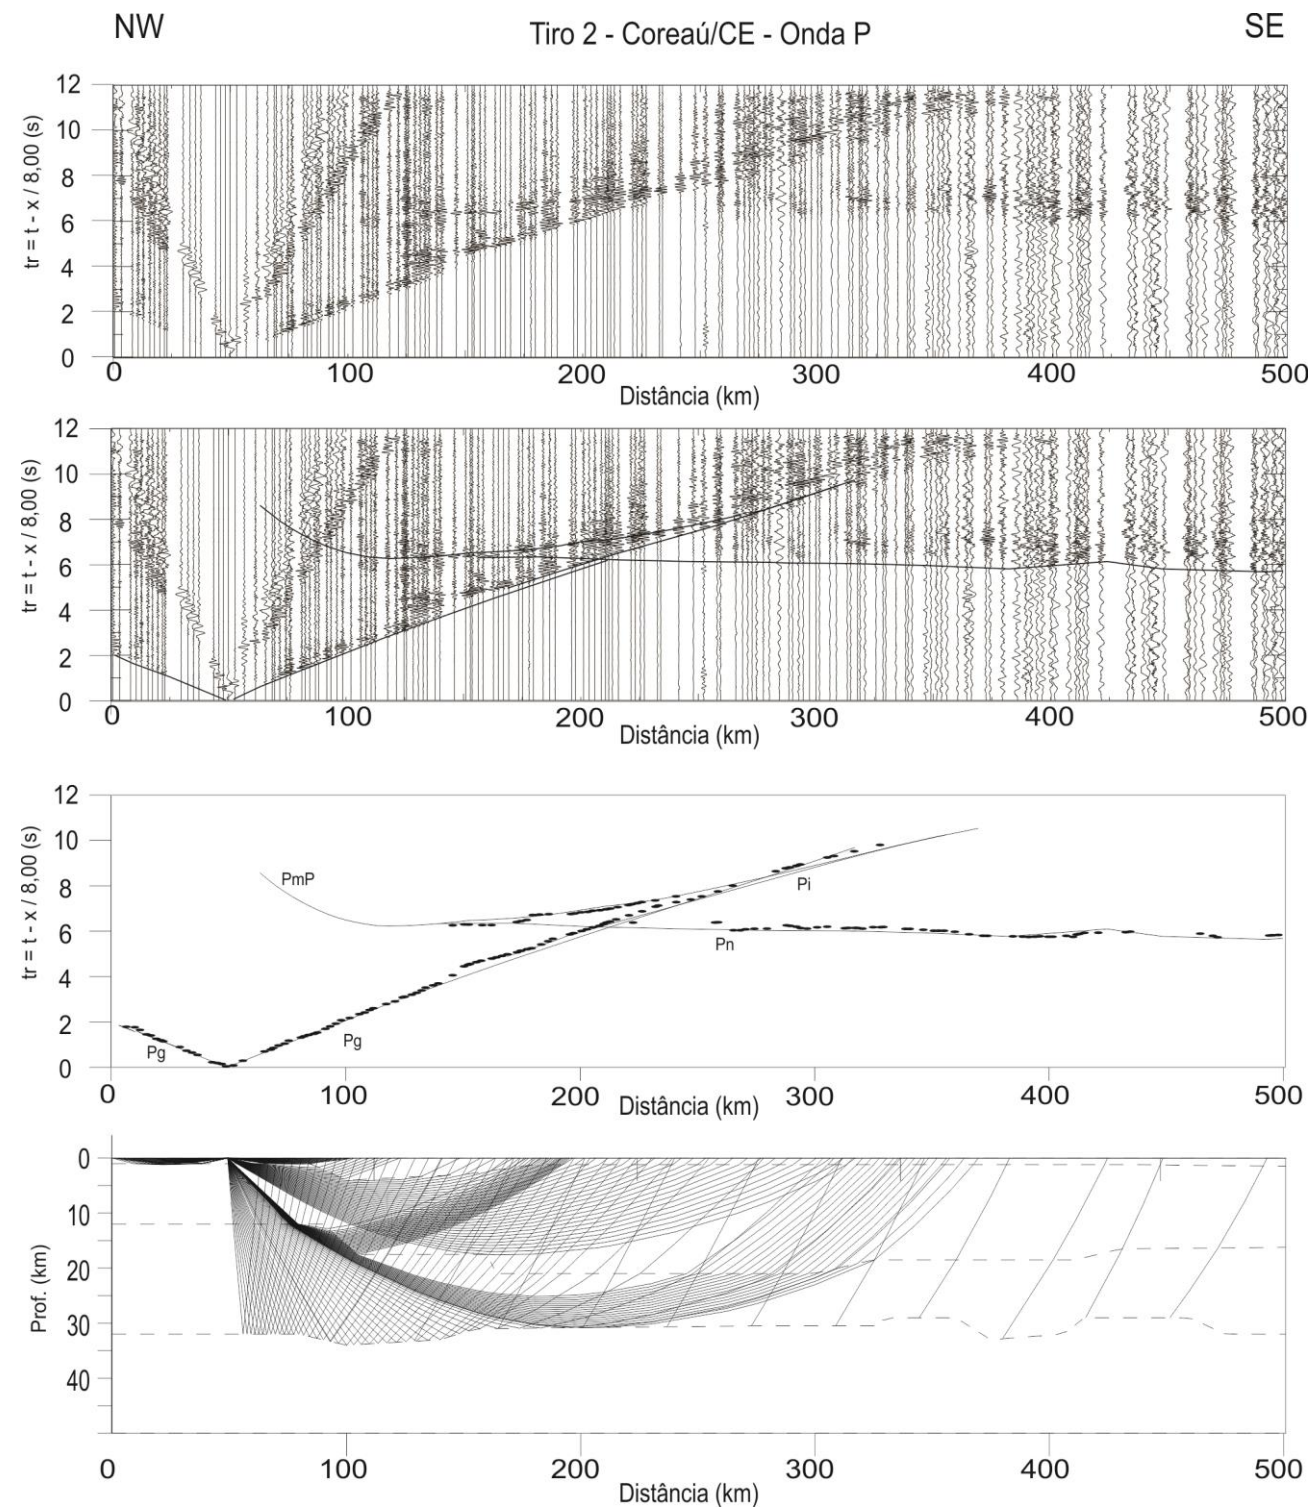 NW Tiro 2 - Coreaú/CE - Onda P SE
12
10
8
6
4
2
0
tr = t - x / 8,00 (s)
0 100 200 300 400 500
Distância (km)
12
10
8
6
4
2
0
tr = t - x / 8,00 (s)
0 100 200 300 400 500
Distância (km)
12
10
8
6
4
2
0
tr = t - x / 8,00 (s)
PmP
Pi
Pn
Pg
Pg
0 100 200 300 400 500
Distância (km)
0
10
20
30
40
Prof. (km)
0 100 200 300 400 500
Distância (km)